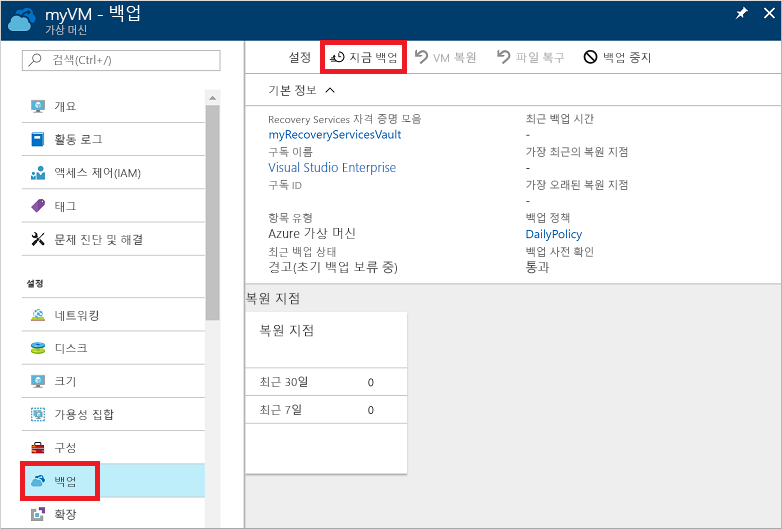 myVM - 백업
가상 머신
검색(Ctrl+/)
개요
활동 로그
액세스 제어(IAM)
태그
문제 진단 및 해결
설정
네트워킹
디스크
크기
가용성 집합
구성
백업
확장
설정 지금 백업 VM 복원 파일 복구 백업 중지
기본 정보
Recovery Services 자격 증명 모음
myRecoveryServicesVault
구독 이름
Visual Studio Enterprise
구독 ID
항목 유형
Azure 가상 머신
최근 백업 상태
경고(초기 백업 보류 중)
최근 백업 시간
-
가장 최근의 복원 지점
-
가장 오래된 복원 지점
-
백업 정책
DailyPolicy
백업 사전 확인
통과
복원 지점
복원 지점
최근 30일 0
최근 7일 0